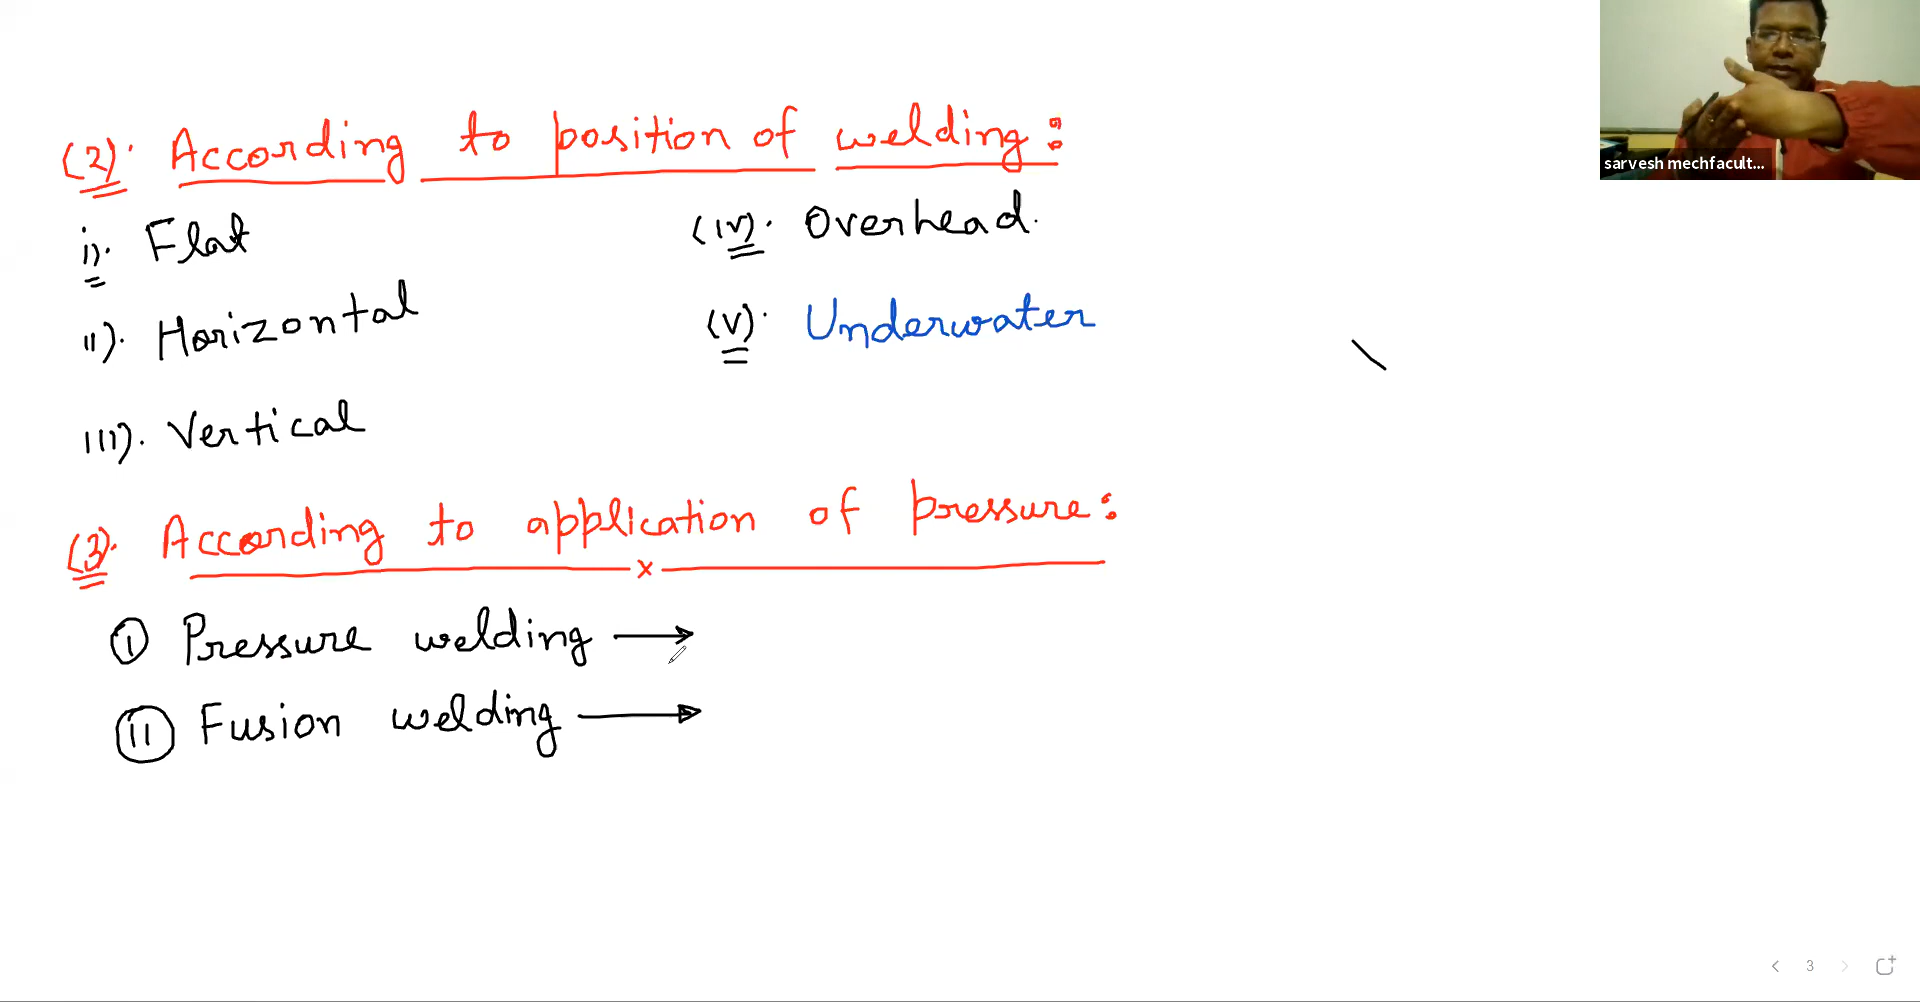 (2). According to position of welding:
i). Flat
ii). Horizontal
iii). Vertical
(iv). Overhead.
(v). Underwater
(3). According to application of pressure:
x
I Pressure welding →
II Fusion welding →
sarvesh mechfacult...
3